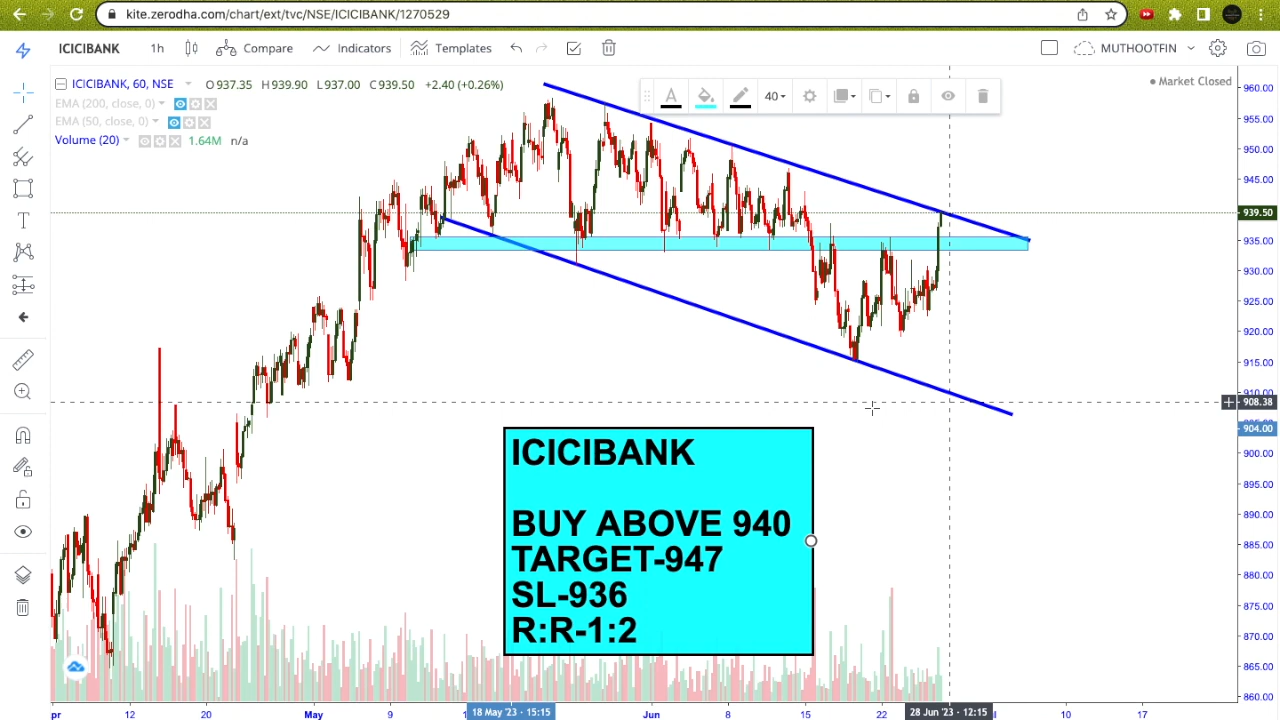 kite.zerodha.com/chart/ext/tvc/NSE/ICICIBANK/1270529
ICICIBANK 1h Compare Indicators Templates MUTHOOTFIN
ICICIBANK, 60, NSE O937.35 H939.90 L937.00 C939.50 +2.40 (+0.26%)
EMA (200, close, 0)
EMA (50, close, 0)
Volume (20) 1.64M n/a
A 40
Market Closed
960.00
955.00
950.00
945.00
939.50
935.00
930.00
925.00
920.00
915.00
910.00
908.38
904.00
900.00
895.00
890.00
885.00
880.00
875.00
870.00
865.00
860.00
ICICIBANK
BUY ABOVE 940
TARGET-947
SL-936
R:R-1:2
pr 12 20 May 9 18 May '23 - 15:15 Jun 8 15 22 28 Jun '23 - 12:15 10 17